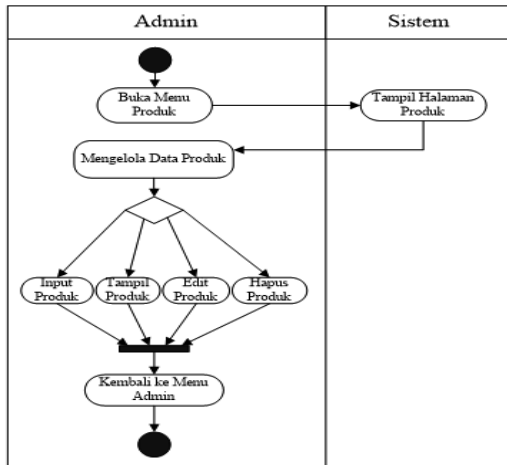 Admin
Sistem
Buka Menu
Produk
Tampil Halaman
Produk
Mengelola Data Produk
Input
Produk
Tampil
Produk
Edit
Produk
Hapus
Produk
Kembali ke Menu
Admin